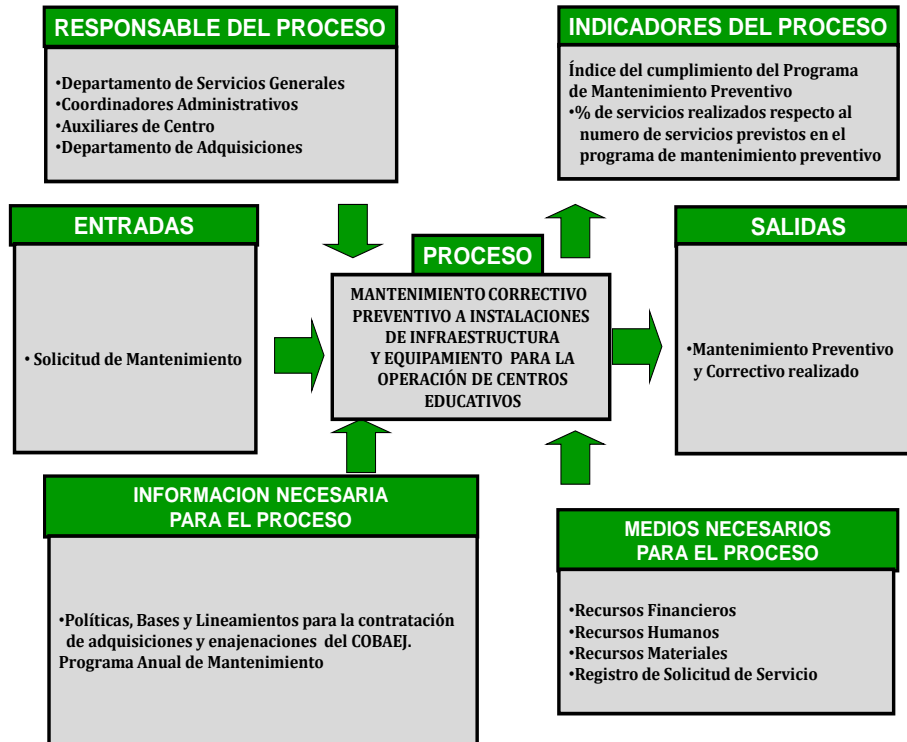 RESPONSABLE DEL PROCESO
•Departamento de Servicios Generales
•Coordinadores Administrativos
•Auxiliares de Centro
•Departamento de Adquisiciones
INDICADORES DEL PROCESO
Índice del cumplimiento del Programa
de Mantenimiento Preventivo
•% de servicios realizados respecto al
numero de servicios previstos en el
programa de mantenimiento preventivo
ENTRADAS
• Solicitud de Mantenimiento
PROCESO
MANTENIMIENTO CORRECTIVO
PREVENTIVO A INSTALACIONES
DE INFRAESTRUCTURA
Y EQUIPAMIENTO PARA LA
OPERACIÓN DE CENTROS
EDUCATIVOS
SALIDAS
•Mantenimiento Preventivo
y Correctivo realizado
INFORMACION NECESARIA
PARA EL PROCESO
•Políticas, Bases y Lineamientos para la contratación
de adquisiciones y enajenaciones del COBAEJ.
Programa Anual de Mantenimiento
MEDIOS NECESARIOS
PARA EL PROCESO
•Recursos Financieros
•Recursos Humanos
•Recursos Materiales
•Registro de Solicitud de Servicio